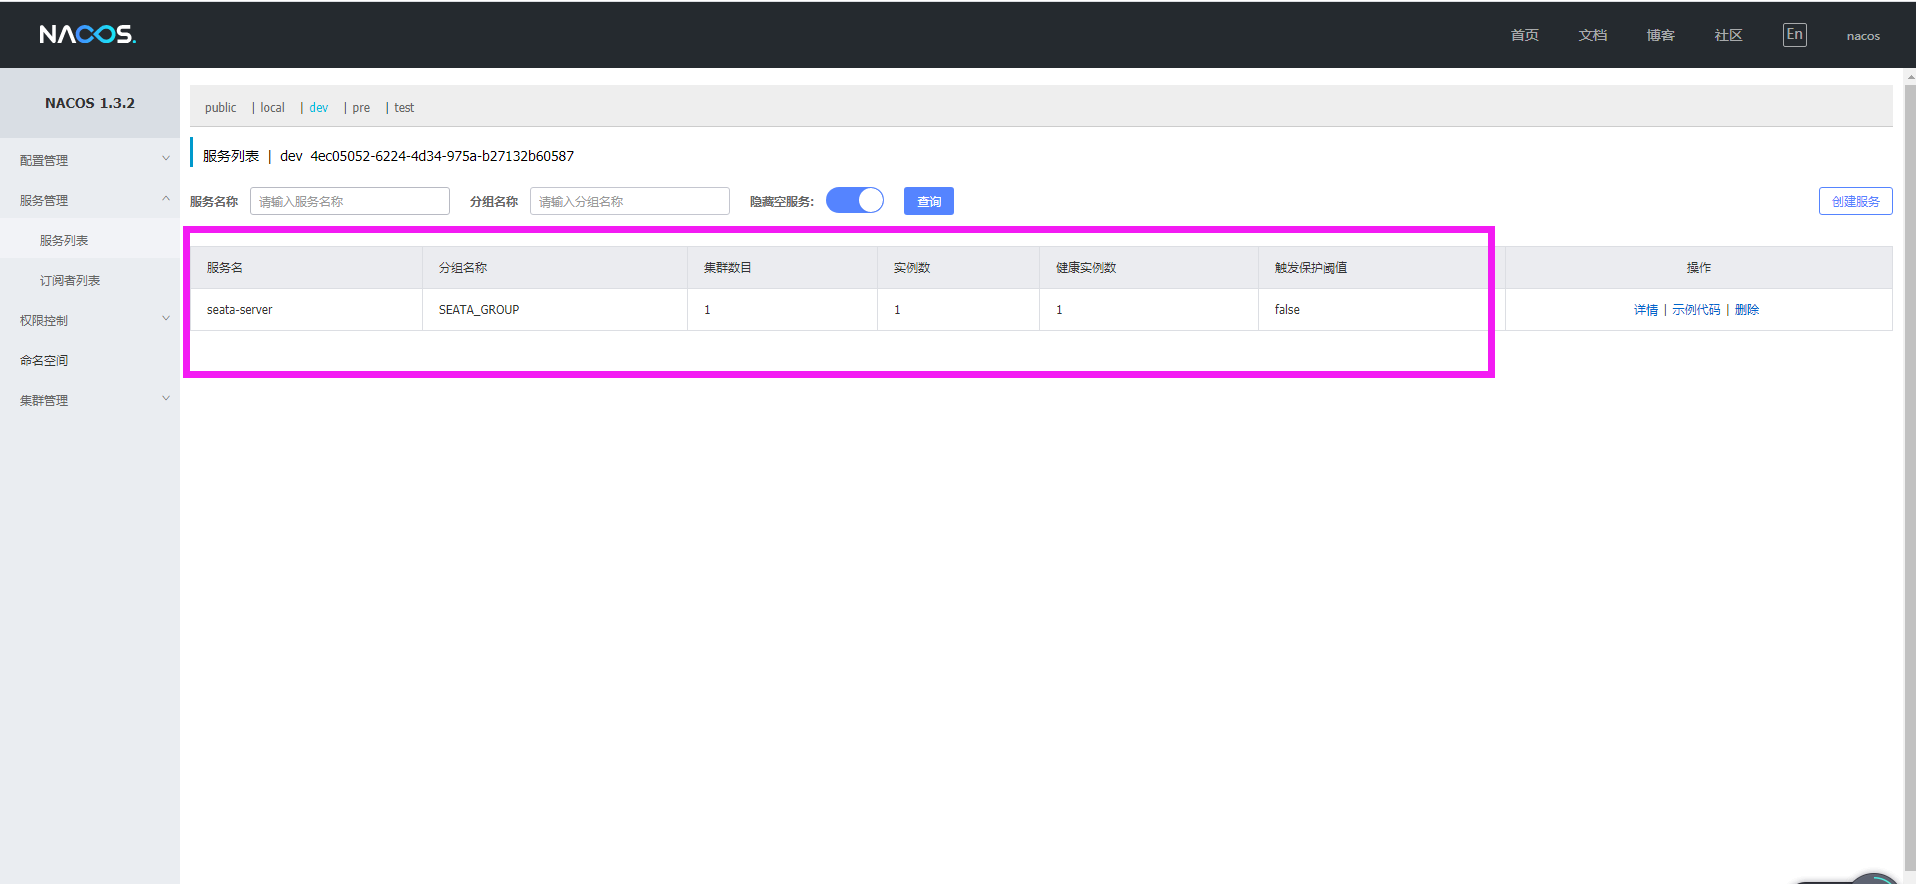 NACOS.
首页 文档 博客 社区 En nacos
NACOS 1.3.2
配置管理
服务管理
服务列表
订阅者列表
权限控制
命名空间
集群管理
public | local | dev | pre | test
服务列表 | dev 4ec05052-6224-4d34-975a-b27132b60587
服务名称 请输入服务名称 分组名称 请输入分组名称 隐藏空服务: 查询 创建服务
服务名 分组名称 集群数目 实例数 健康实例数 触发保护阈值 操作
seata-server SEATA_GROUP 1 1 1 false 详情 | 示例代码 | 删除